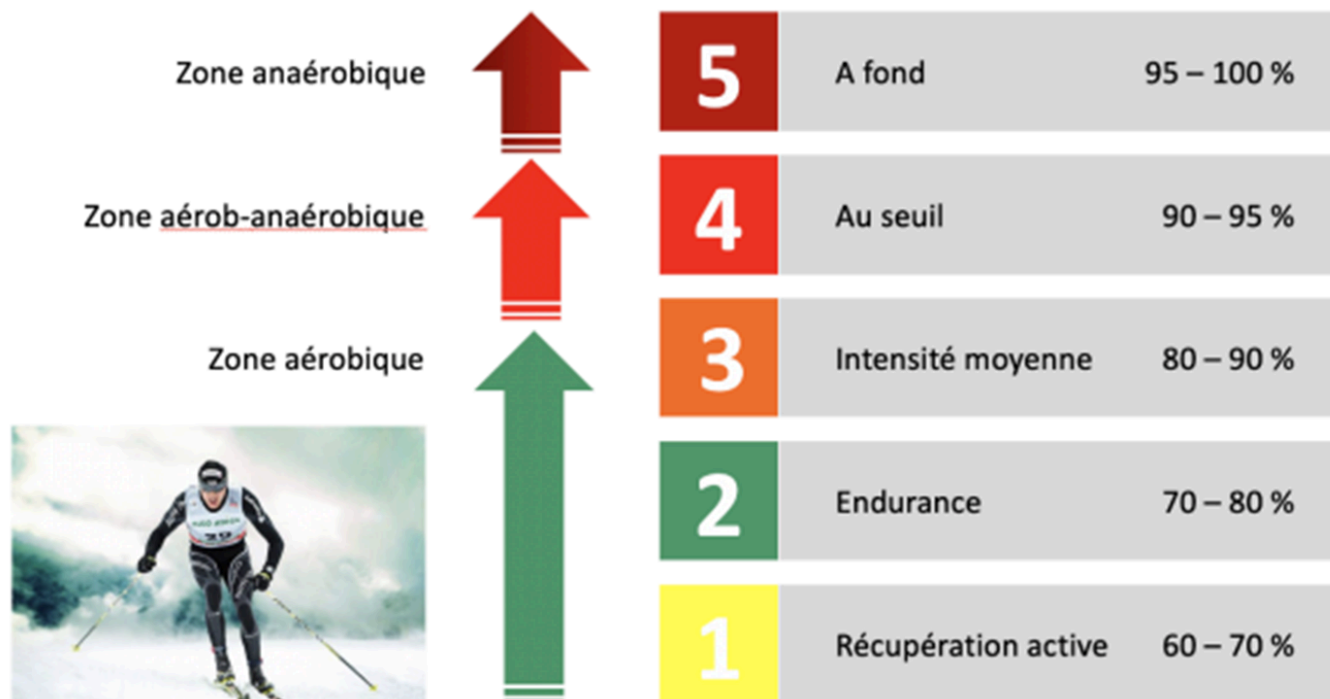 Zone anaérobique
5 A fond 95 – 100 %
Zone aérob-anaérobique
4 Au seuil 90 – 95 %
Zone aérobique
3 Intensité moyenne 80 – 90 %
2 Endurance 70 – 80 %
1 Récupération active 60 – 70 %